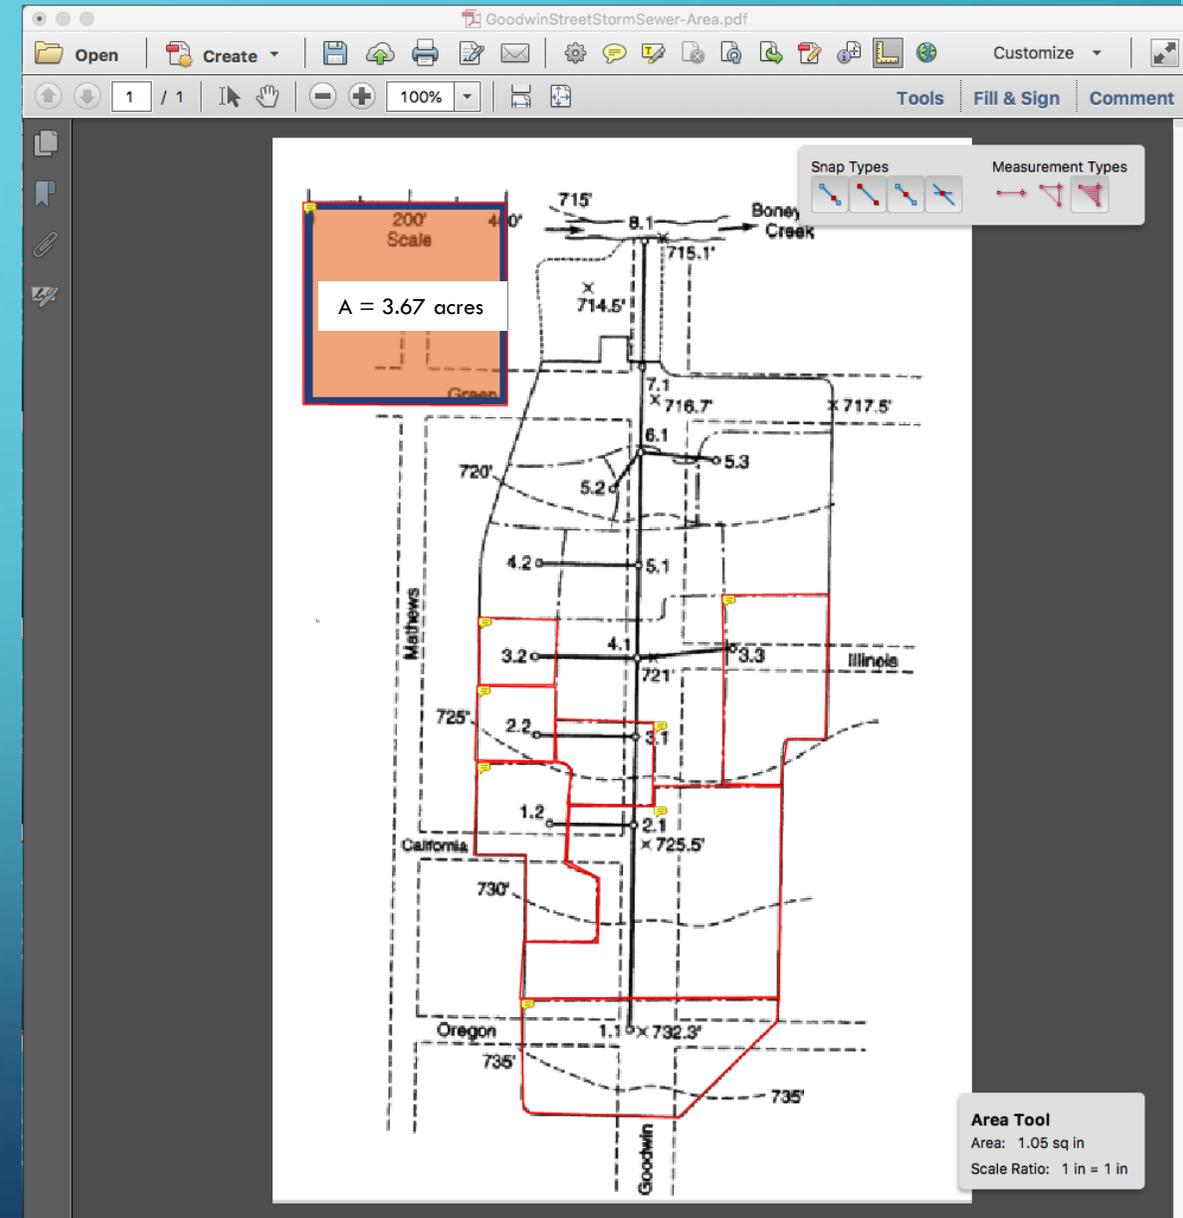 GoodwinStreetStormSewer-Area.pdf
Open
Create
Customize
1 / 1
100%
Tools
Fill & Sign
Comment
Snap Types
Measurement Types
200'
Scale
A = 3.67 acres
Green
715'
8.1
Boney
Creek
715.1'
714.5'
7.1
716.7'
717.5'
6.1
720'
5.3
5.2
4.2
5.1
Mathews
4.1
3.2
3.3
721'
Illinois
725'
2.2
3.1
1.2
2.1
725.5'
California
730'
Oregon
1.1
732.3'
735'
735'
Goodwin
Area Tool
Area: 1.05 sq in
Scale Ratio: 1 in = 1 in